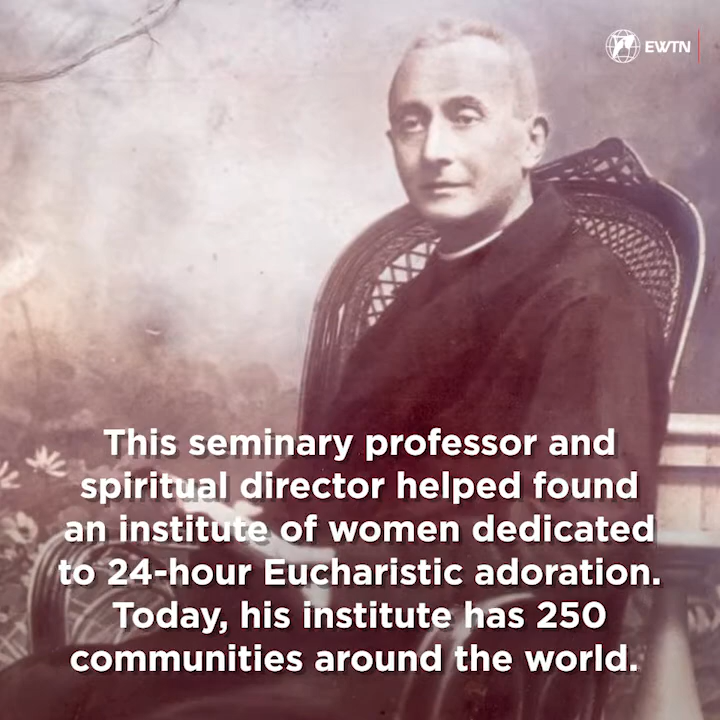 EWTN
This seminary professor and
spiritual director helped found
an institute of women dedicated
to 24-hour Eucharistic adoration.
Today, his institute has 250
communities around the world.